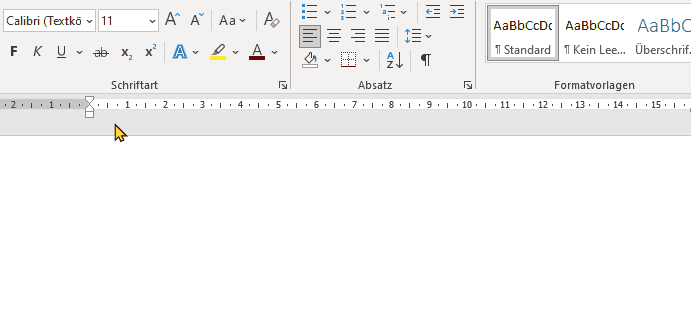 Calibri (Textkö 11 A A Aa A
AaBbCcDc AaBbCcDc AaBbC
F K U ab x₂ x² A A
A Z ¶
¶ Standard ¶ Kein Lee... Überschrif...
Schriftart Absatz Formatvorlagen
2 1 1 2 3 4 5 6 7 8 9 10 11 12 13 14 15